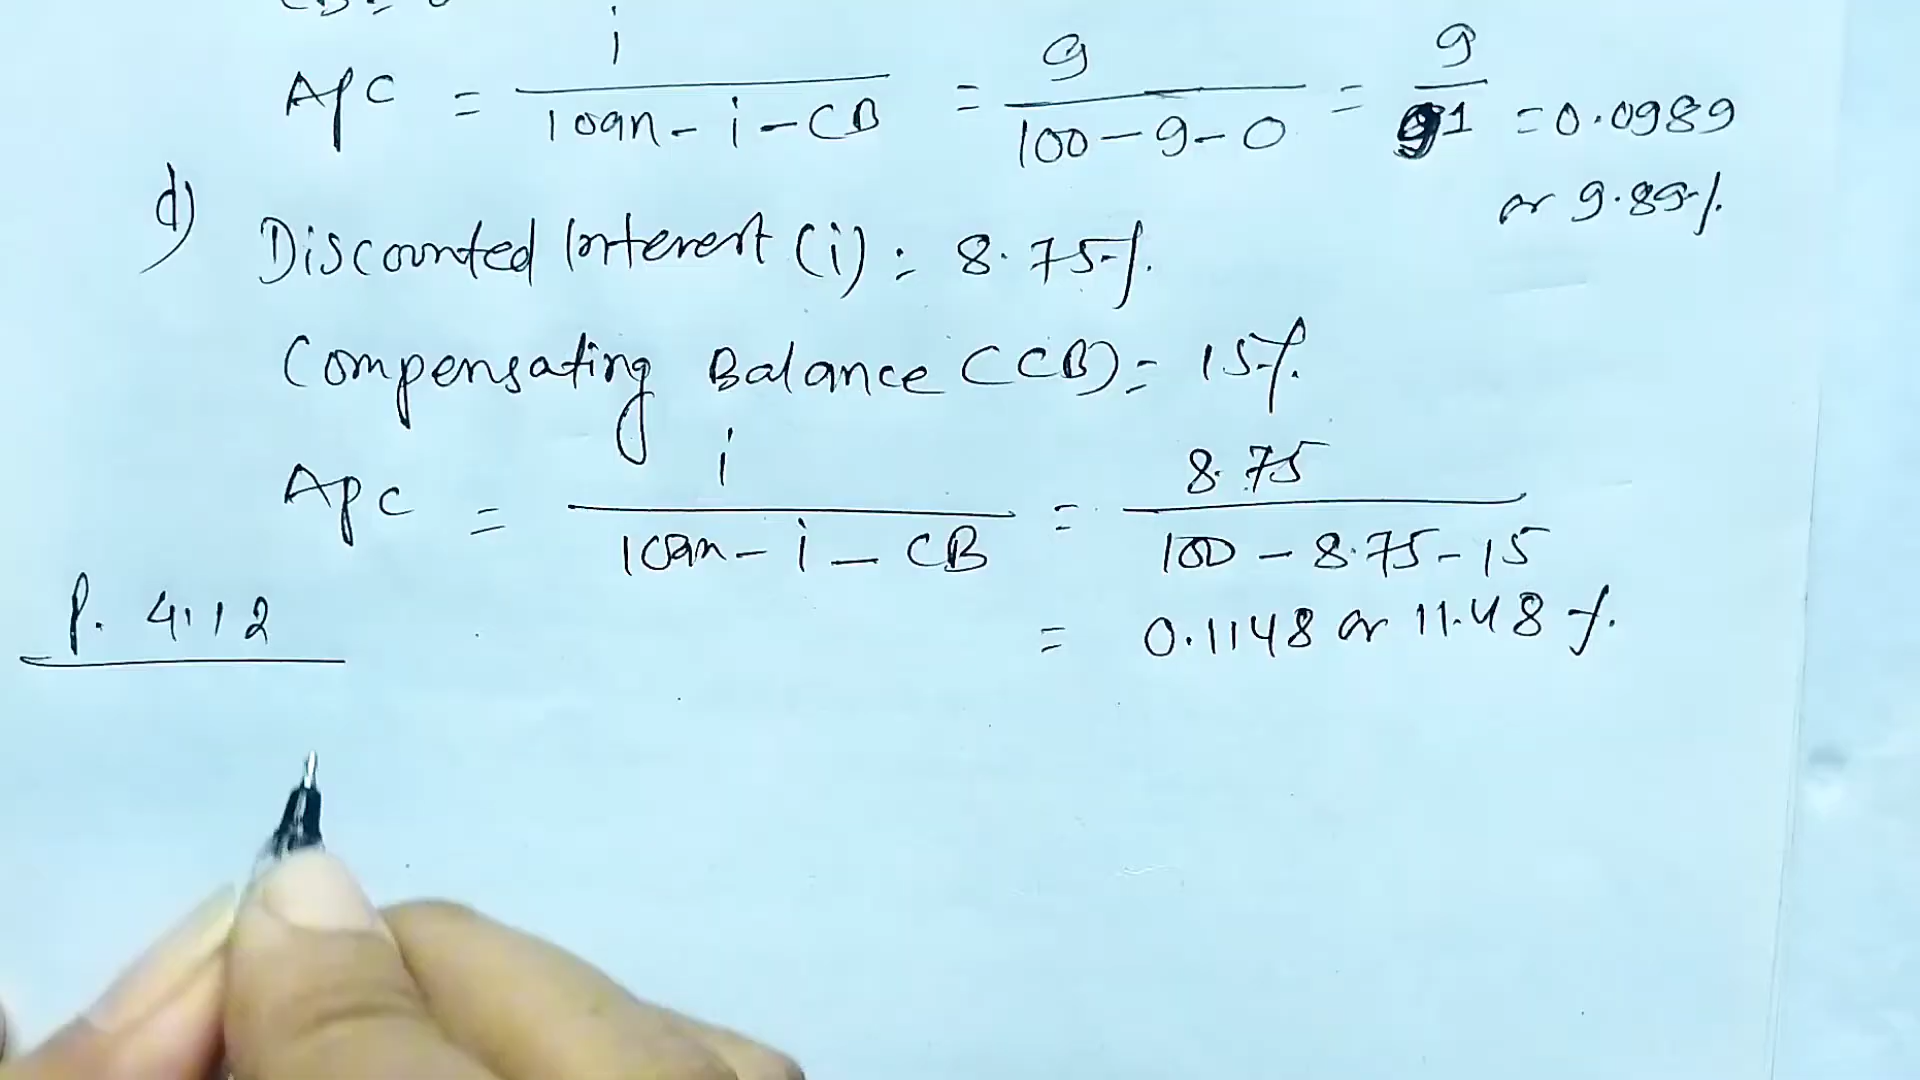 APC = i / loan - i - CB = 9 / 100 - 9 - 0 = 9 / 91 = 0.0989
or 9.89%
d) Discounted Interest (i) = 8.75%
Compensating Balance (CB) = 15%
APC = i / loan - i - CB = 8.75 / 100 - 8.75 - 15
= 0.1148 or 11.48%
P. 4.12